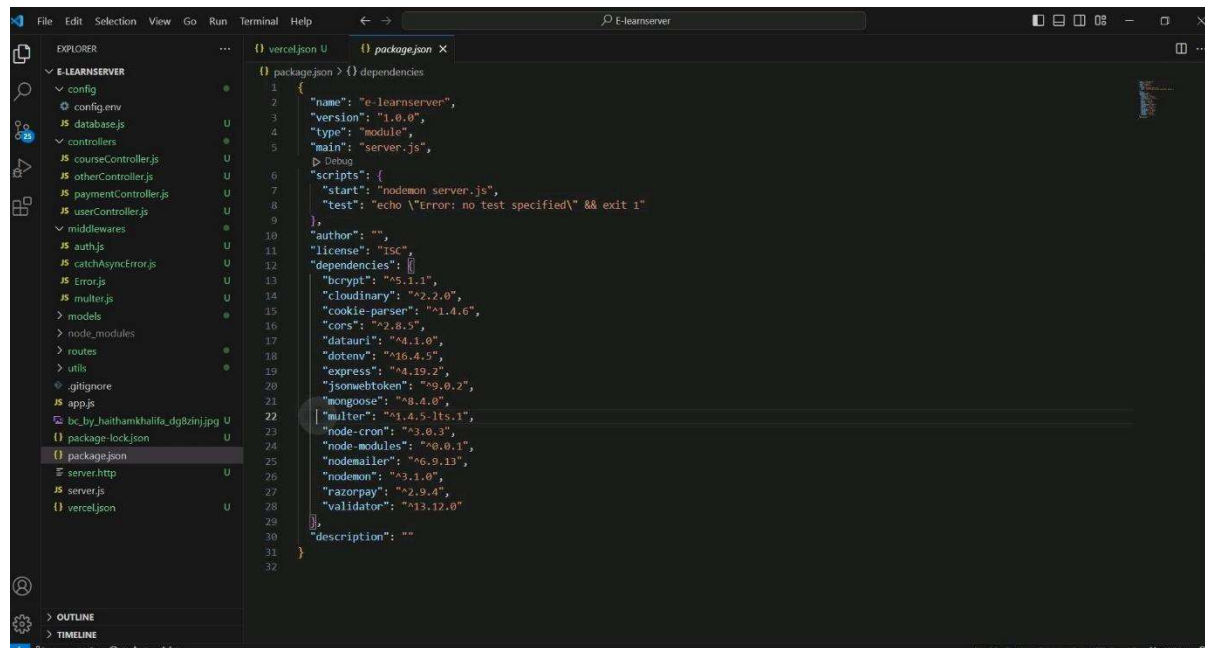 File Edit Selection View Go Run Terminal Help
E-learnserver
EXPLORER
E-LEARNSERVER
config
config.env
database.js U
controllers
courseController.js U
otherController.js U
paymentController.js U
userController.js U
middlewares
auth.js U
catchAsyncError.js U
Error.js U
multer.js U
models
node_modules
routes
utils
.gitignore
app.js
bc_by_haithamkhalifa_dg8zinj.jpg U
package-lock.json U
package.json
server.http U
server.js
vercel.json U
OUTLINE
TIMELINE
25
{} vercel.json U {} package.json
{} package.json > {} dependencies
1 {
2 "name": "e-learnserver",
3 "version": "1.0.0",
4 "type": "module",
5 "main": "server.js",
Debug
6 "scripts": {
7 "start": "nodemon server.js",
8 "test": "echo \"Error: no test specified\" && exit 1"
9 },
10 "author": "",
11 "license": "ISC",
12 "dependencies": {
13 "bcrypt": "^5.1.1",
14 "cloudinary": "^2.2.0",
15 "cookie-parser": "^1.4.6",
16 "cors": "^2.8.5",
17 "datauri": "^4.1.0",
18 "dotenv": "^16.4.5",
19 "express": "^4.19.2",
20 "jsonwebtoken": "^9.0.2",
21 "mongoose": "^8.4.0",
22 "multer": "^1.4.5-lts.1",
23 "node-cron": "^3.0.3",
24 "node-modules": "^0.0.1",
25 "nodemailer": "^6.9.13",
26 "nodemon": "^3.1.0",
27 "razorpay": "^2.9.4",
28 "validator": "^13.12.0"
29 },
30 "description": ""
31 }
32